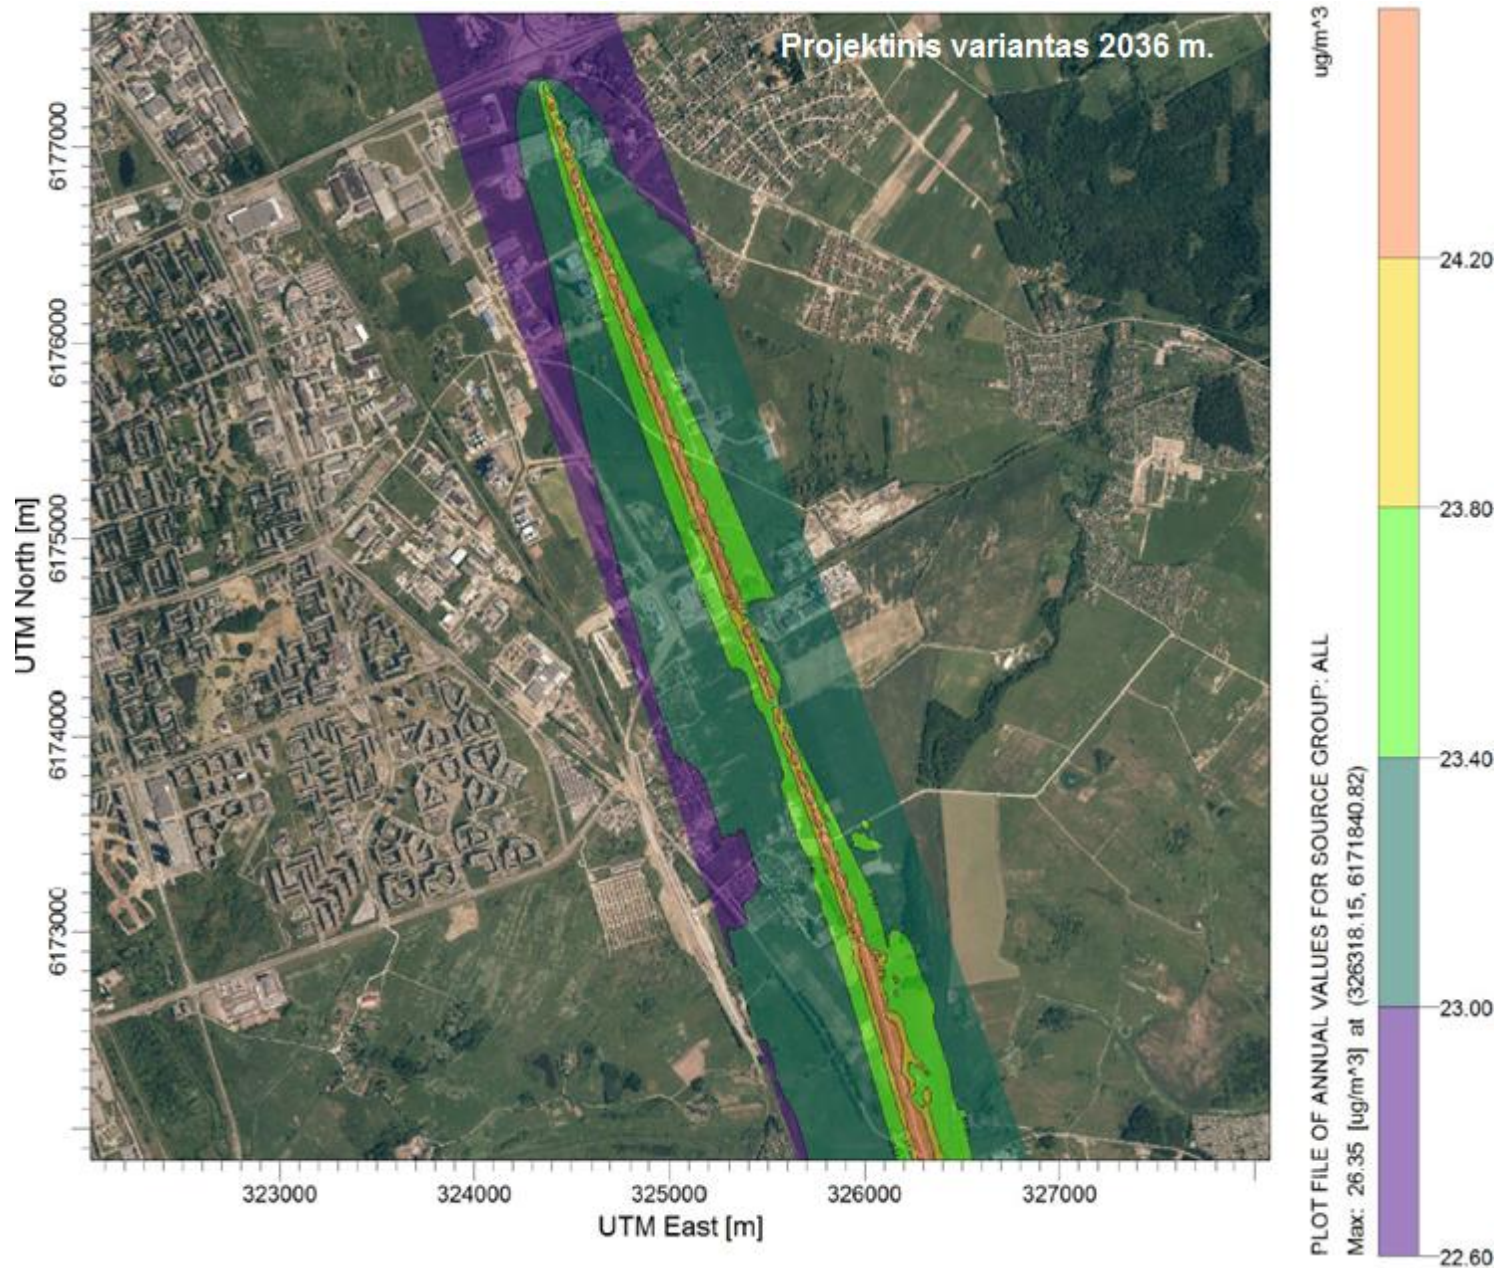 Projektinis variantas 2036 m.
ug/m^3
6177000
6176000
6175000
6174000
6173000
UTM North [m]
323000
324000
325000
326000
327000
UTM East [m]
PLOT FILE OF ANNUAL VALUES FOR SOURCE GROUP: ALL
Max: 26.35 [ug/m^3] at (326318.15, 6171840.82)
24.20
23.80
23.40
23.00
22.60